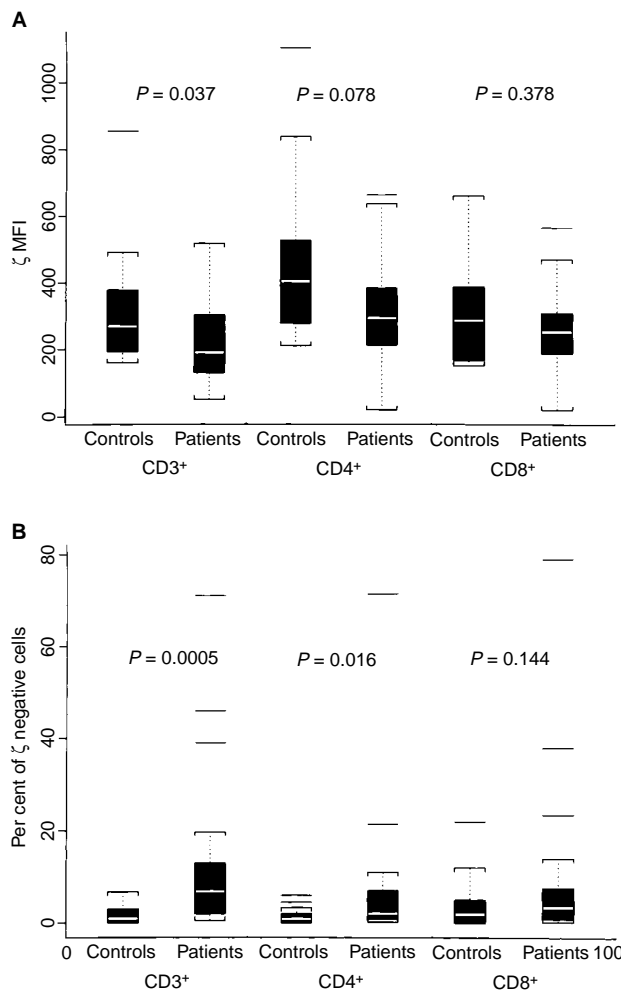 A
1000
800
600
400
200
0
ζ MFI
P = 0.037 P = 0.078 P = 0.378
Controls Patients Controls Patients Controls Patients
CD3+ CD4+ CD8+
B
80
60
40
20
0
Per cent of ζ negative cells
P = 0.0005 P = 0.016 P = 0.144
0 Controls Patients Controls Patients Controls Patients 100
CD3+ CD4+ CD8+